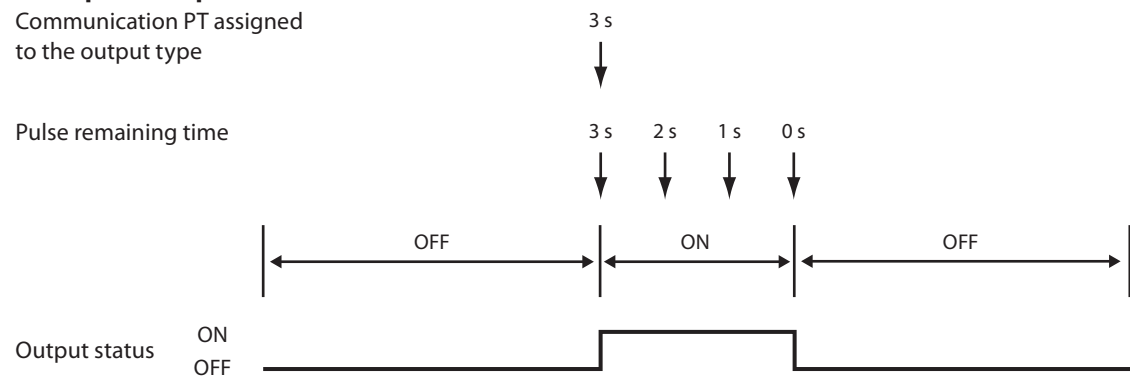 Communication PT assigned
to the output type
3 s
Pulse remaining time
3 s 2 s 1 s 0 s
OFF ON OFF
Output status
ON
OFF